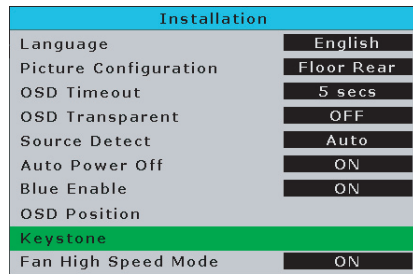 Installation
Language English
Picture Configuration Floor Rear
OSD Timeout 5 secs
OSD Transparent OFF
Source Detect Auto
Auto Power Off ON
Blue Enable ON
OSD Position
Keystone
Fan High Speed Mode ON